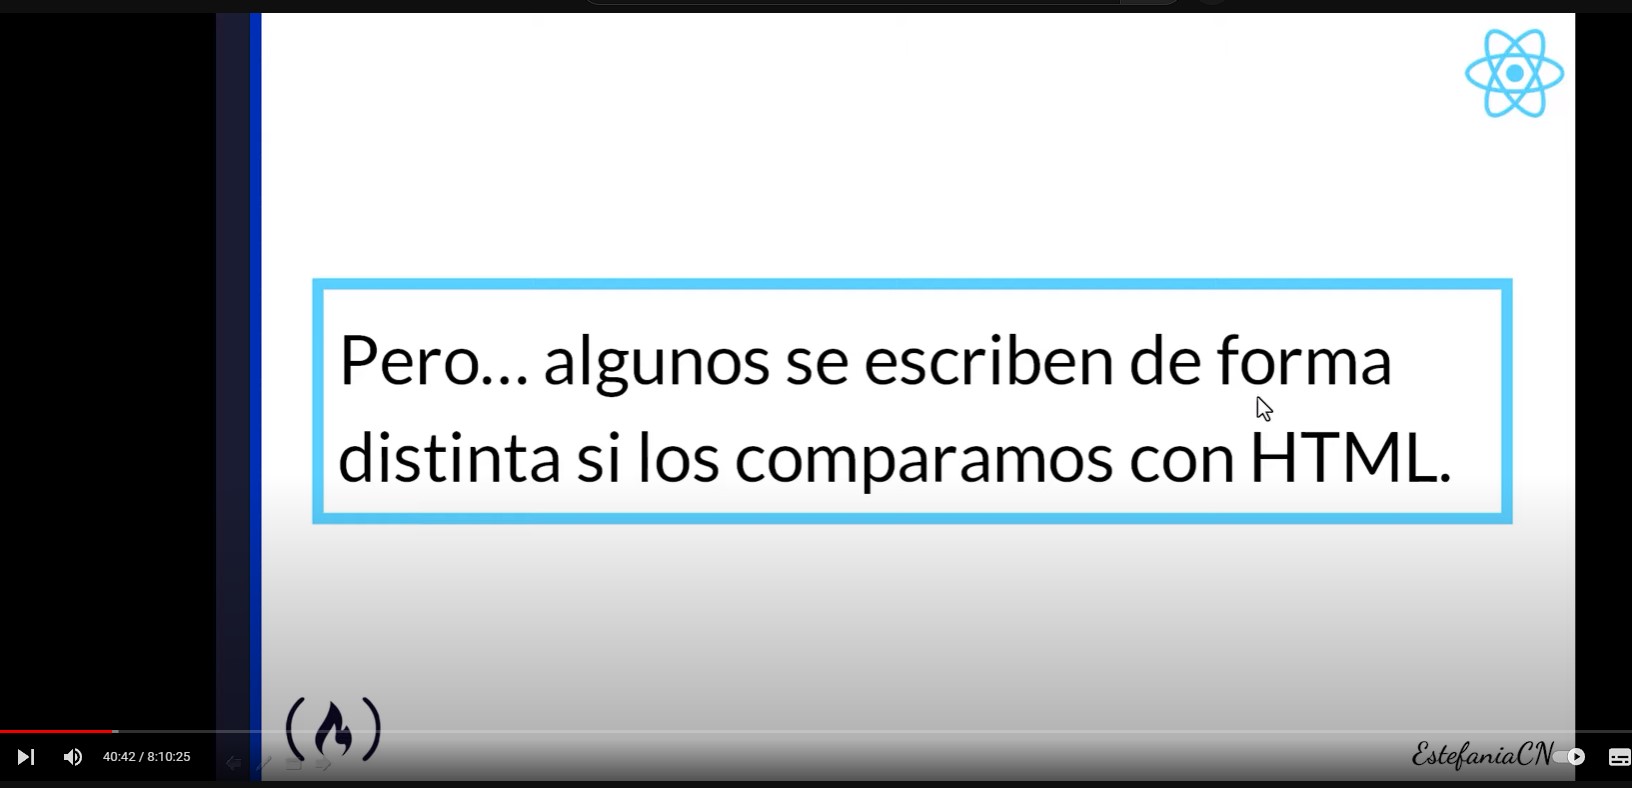 Pero... algunos se escriben de forma
distinta si los comparamos con HTML.
40:42 / 8:10:25
EstefaniaCN